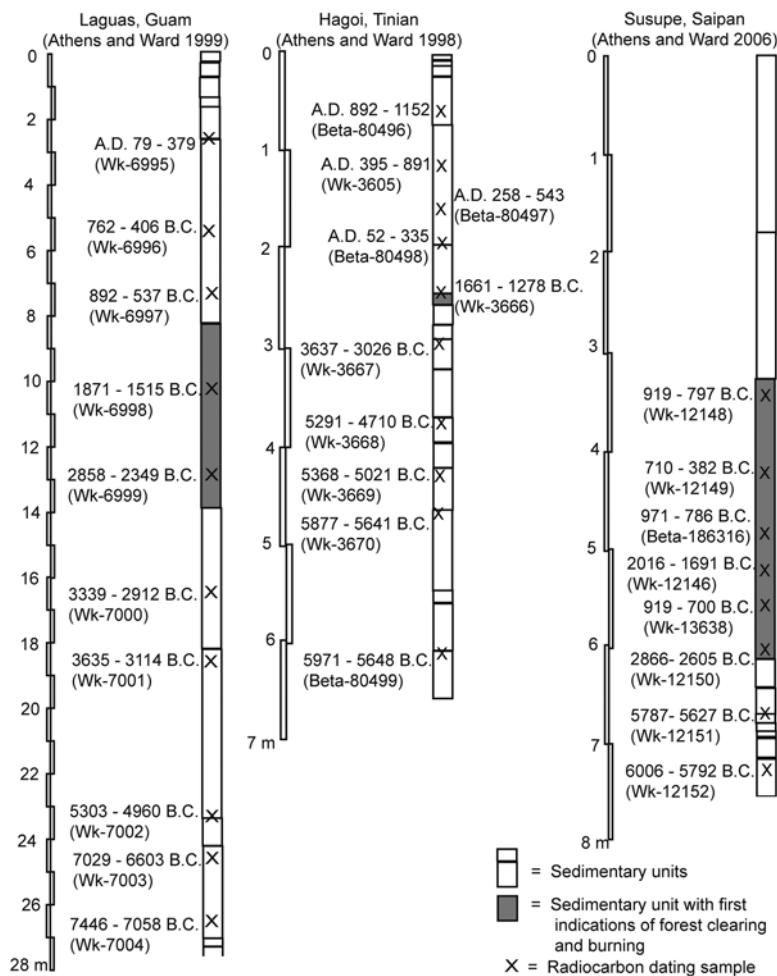 Laguas, Guam
(Athens and Ward 1999)
0
2
4
6
8
10
12
14
16
18
20
22
24
26
28 m
A.D. 79 - 379
(Wk-6995)
762 - 406 B.C.
(Wk-6996)
892 - 537 B.C.
(Wk-6997)
1871 - 1515 B.C.
(Wk-6998)
2858 - 2349 B.C.
(Wk-6999)
3339 - 2912 B.C.
(Wk-7000)
3635 - 3114 B.C.
(Wk-7001)
5303 - 4960 B.C.
(Wk-7002)
7029 - 6603 B.C.
(Wk-7003)
7446 - 7058 B.C.
(Wk-7004)
Hagoi, Tinian
(Athens and Ward 1998)
0
1
2
3
4
5
6
7 m
A.D. 892 - 1152
(Beta-80496)
A.D. 395 - 891
(Wk-3605)
A.D. 258 - 543
(Beta-80497)
A.D. 52 - 335
(Beta-80498)
1661 - 1278 B.C.
(Wk-3666)
3637 - 3026 B.C.
(Wk-3667)
5291 - 4710 B.C.
(Wk-3668)
5368 - 5021 B.C.
(Wk-3669)
5877 - 5641 B.C.
(Wk-3670)
5971 - 5648 B.C.
(Beta-80499)
Susupe, Saipan
(Athens and Ward 2006)
0
1
2
3
4
5
6
7
8 m
919 - 797 B.C.
(Wk-12148)
710 - 382 B.C.
(Wk-12149)
971 - 786 B.C.
(Beta-186316)
2016 - 1691 B.C.
(Wk-12146)
919 - 700 B.C.
(Wk-13638)
2866- 2605 B.C.
(Wk-12150)
5787 - 5627 B.C.
(Wk-12151)
6006 - 5792 B.C.
(Wk-12152)
= Sedimentary units
= Sedimentary unit with first
indications of forest clearing
and burning
X = Radiocarbon dating sample